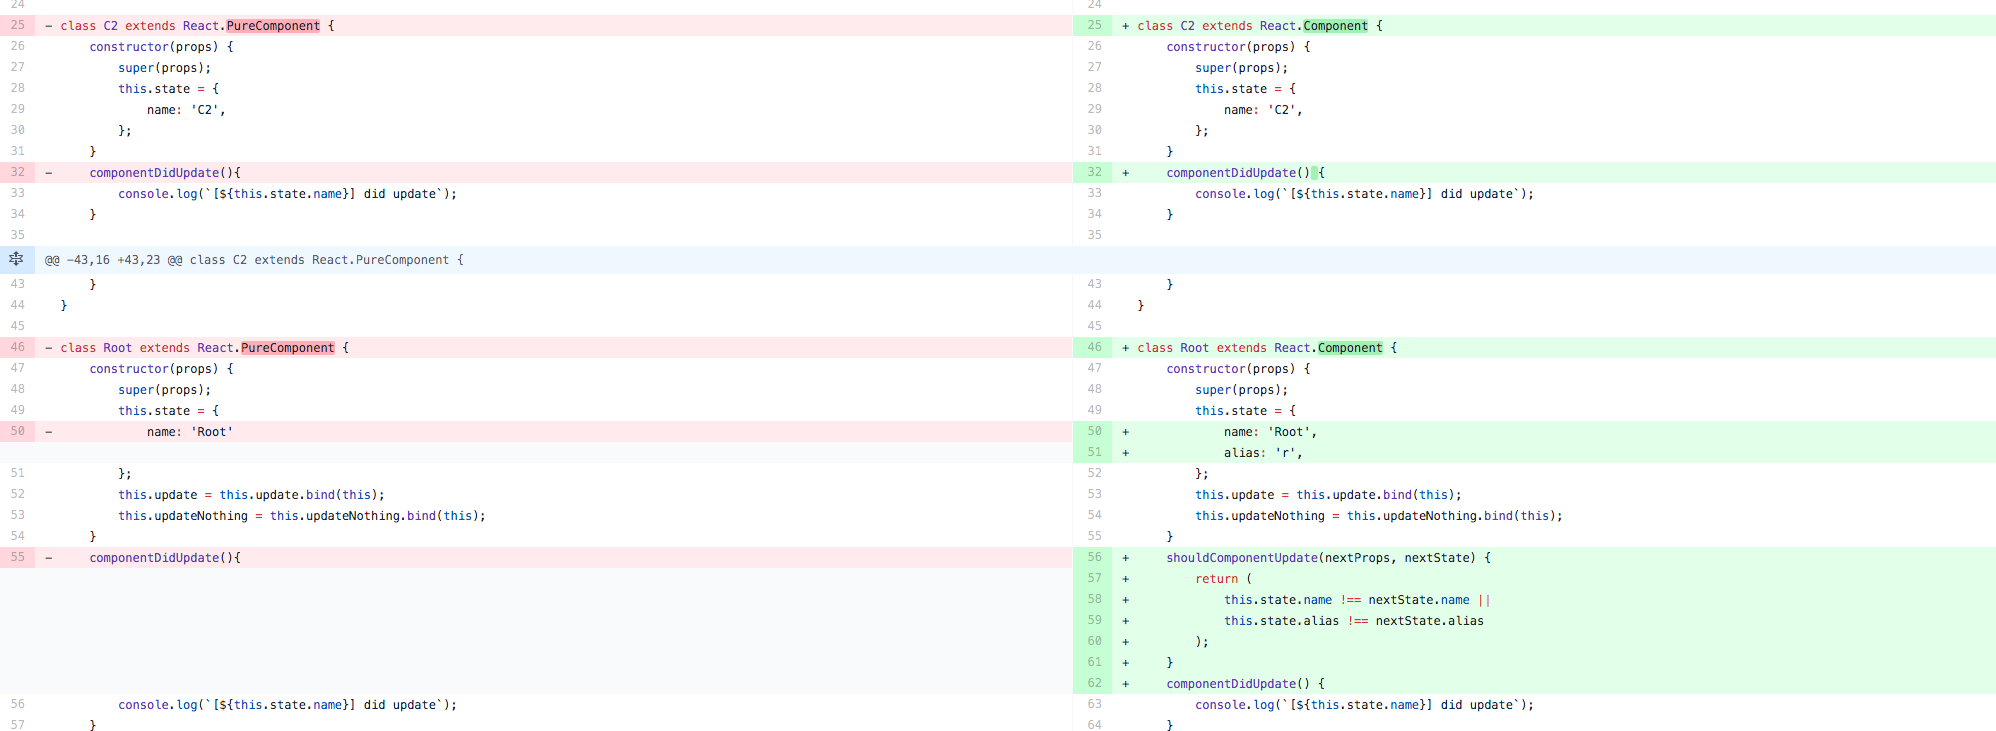 24 24
25 - class C2 extends React.PureComponent { 25 + class C2 extends React.Component {
26 constructor(props) { 26 constructor(props) {
27 super(props); 27 super(props);
28 this.state = { 28 this.state = {
29 name: 'C2', 29 name: 'C2',
30 }; 30 };
31 } 31 }
32 - componentDidUpdate(){ 32 + componentDidUpdate() {
33 console.log(`[${this.state.name}] did update`); 33 console.log(`[${this.state.name}] did update`);
34 } 34 }
35 35
@@ -43,16 +43,23 @@ class C2 extends React.PureComponent {
43 } 43 }
44 } 44 }
45 45
46 - class Root extends React.PureComponent { 46 + class Root extends React.Component {
47 constructor(props) { 47 constructor(props) {
48 super(props); 48 super(props);
49 this.state = { 49 this.state = {
50 - name: 'Root' 50 + name: 'Root',
51 + alias: 'r',
51 }; 52 };
52 this.update = this.update.bind(this); 53 this.update = this.update.bind(this);
53 this.updateNothing = this.updateNothing.bind(this); 54 this.updateNothing = this.updateNothing.bind(this);
54 } 55 }
55 - componentDidUpdate(){ 56 + shouldComponentUpdate(nextProps, nextState) {
57 + return (
58 + this.state.name !== nextState.name ||
59 + this.state.alias !== nextState.alias
60 + );
61 + }
62 + componentDidUpdate() {
56 console.log(`[${this.state.name}] did update`); 63 console.log(`[${this.state.name}] did update`);
57 } 64 }